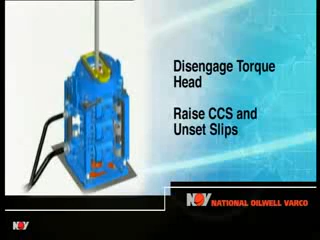 Disengage Torque
Head
Raise CCS and
Unset Slips
NOV NATIONAL OILWELL VARCO
NOV